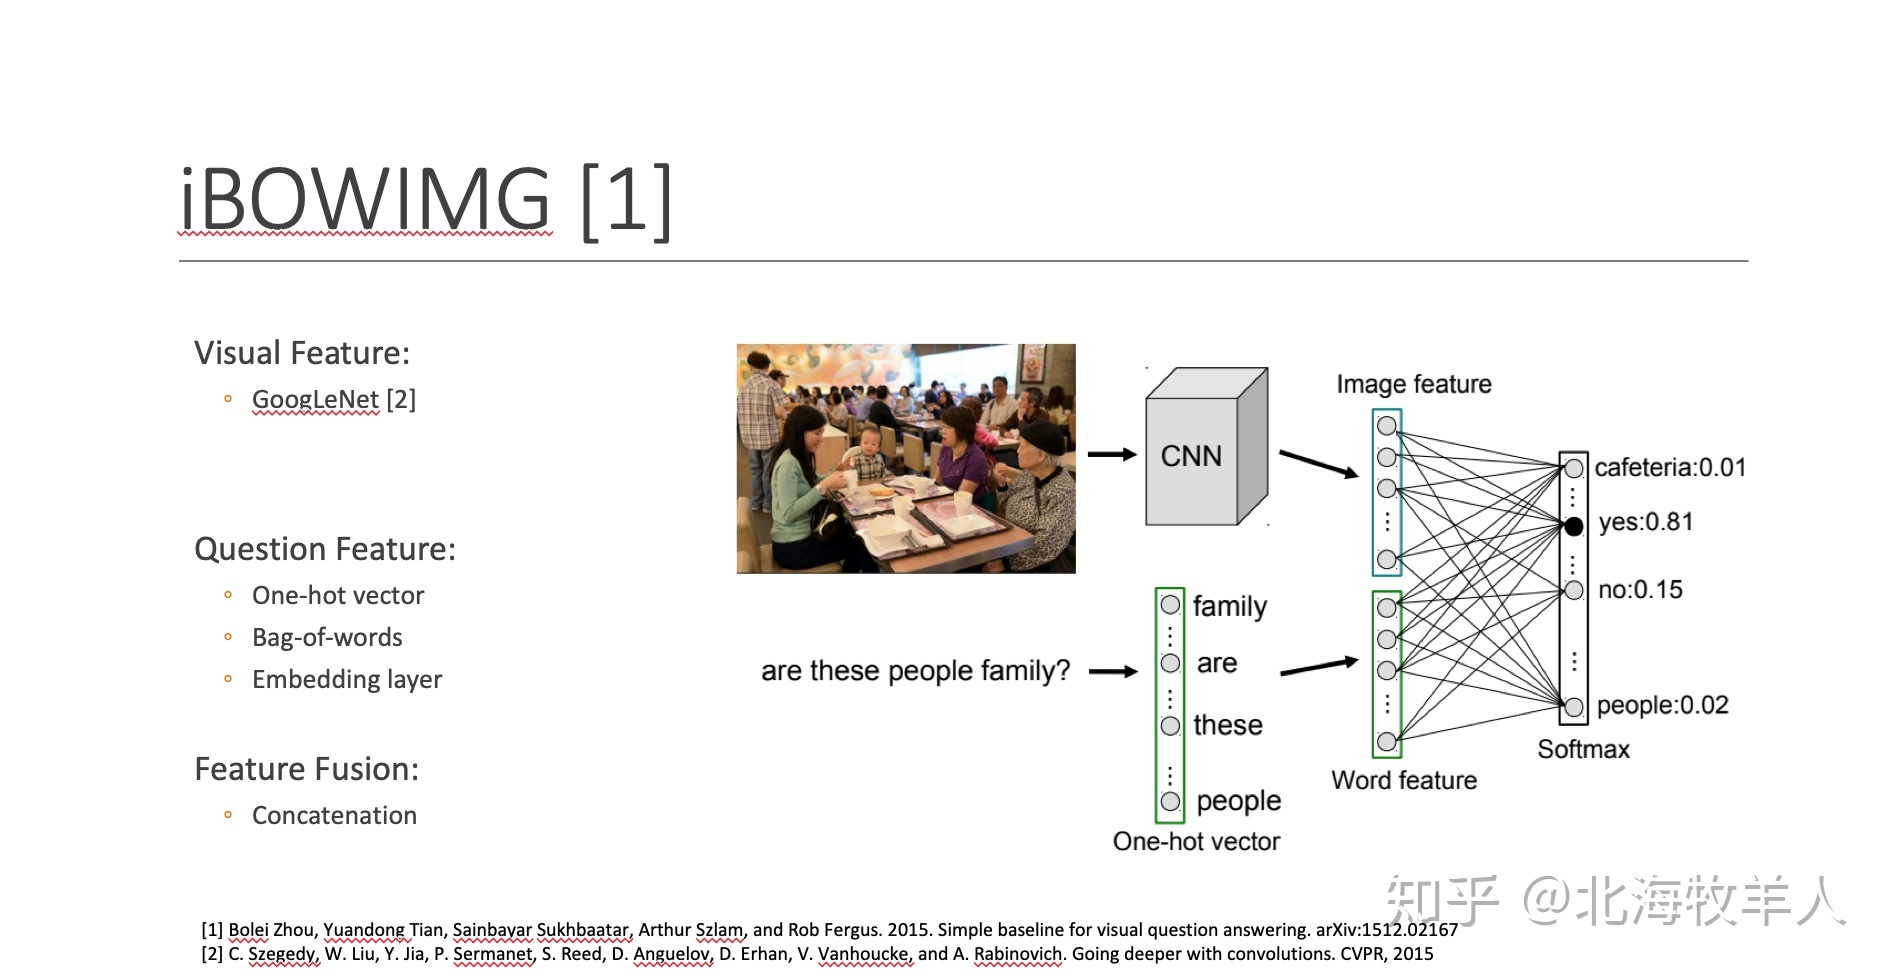 iBOWIMG [1]
Visual Feature:
GoogLeNet [2]
Question Feature:
One-hot vector
Bag-of-words
Embedding layer
Feature Fusion:
Concatenation
CNN
Image feature
cafeteria:0.01
yes:0.81
no:0.15
people:0.02
Softmax
are these people family?
family
are
these
people
One-hot vector
Word feature
[1] Bolei Zhou, Yuandong Tian, Sainbayar Sukhbaatar, Arthur Szlam, and Rob Fergus. 2015. Simple baseline for visual question answering. arXiv:1512.02167
[2] C. Szegedy, W. Liu, Y. Jia, P. Sermanet, S. Reed, D. Anguelov, D. Erhan, V. Vanhoucke, and A. Rabinovich. Going deeper with convolutions. CVPR, 2015
知乎 @北海牧羊人